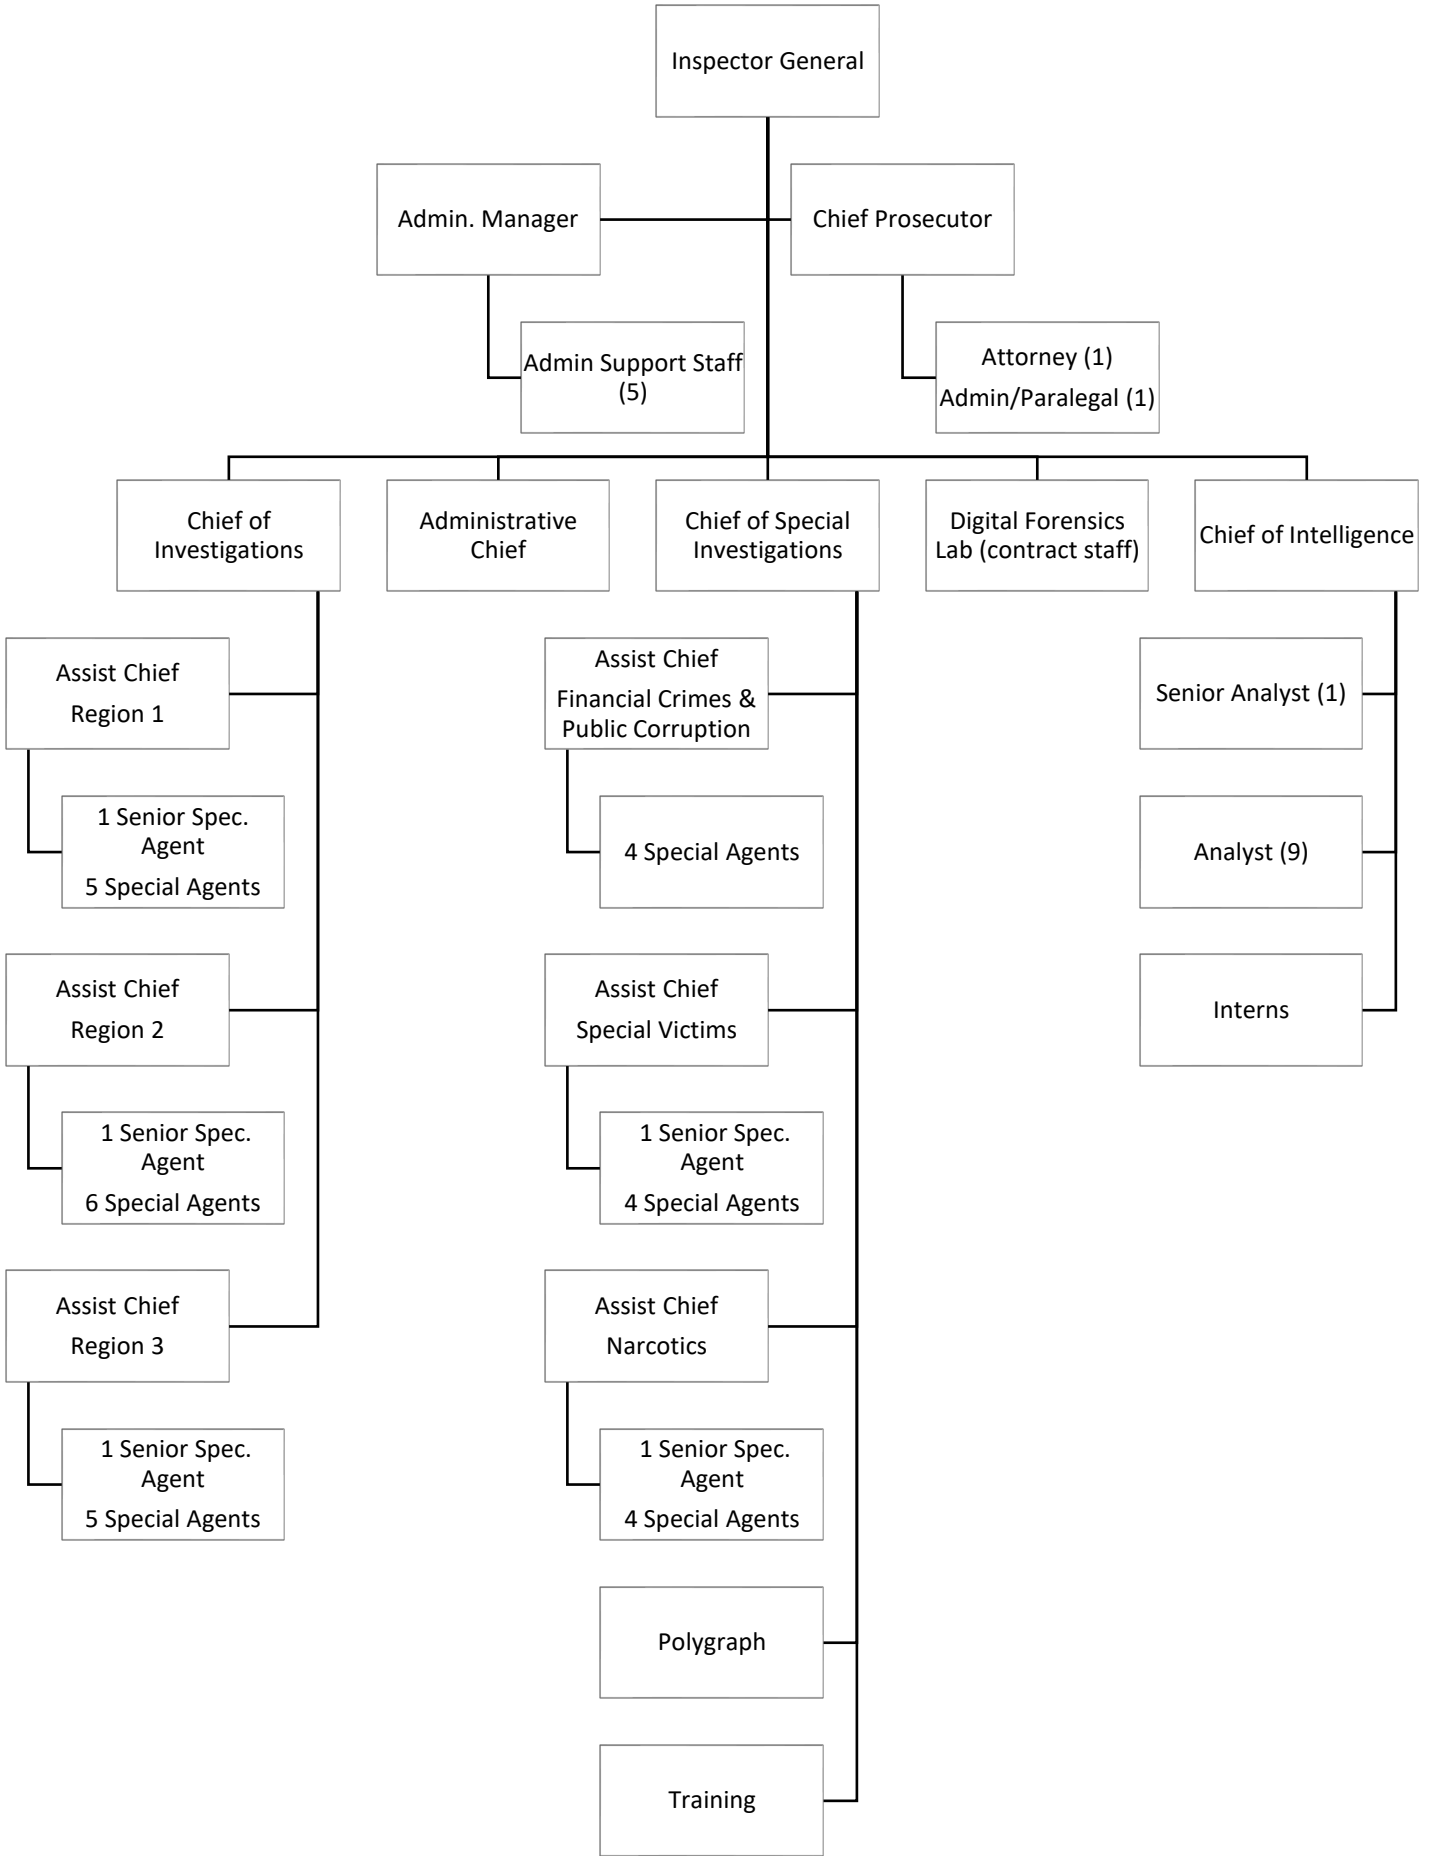 Inspector General
Admin. Manager
Chief Prosecutor
Admin Support Staff
(5)
Attorney (1)
Admin/Paralegal (1)
Chief of
Investigations
Administrative
Chief
Chief of Special
Investigations
Digital Forensics
Lab (contract staff)
Chief of Intelligence
Assist Chief
Region 1
1 Senior Spec.
Agent
5 Special Agents
Assist Chief
Region 2
1 Senior Spec.
Agent
6 Special Agents
Assist Chief
Region 3
1 Senior Spec.
Agent
5 Special Agents
Assist Chief
Financial Crimes &
Public Corruption
4 Special Agents
Assist Chief
Special Victims
1 Senior Spec.
Agent
4 Special Agents
Assist Chief
Narcotics
1 Senior Spec.
Agent
4 Special Agents
Polygraph
Training
Senior Analyst (1)
Analyst (9)
Interns